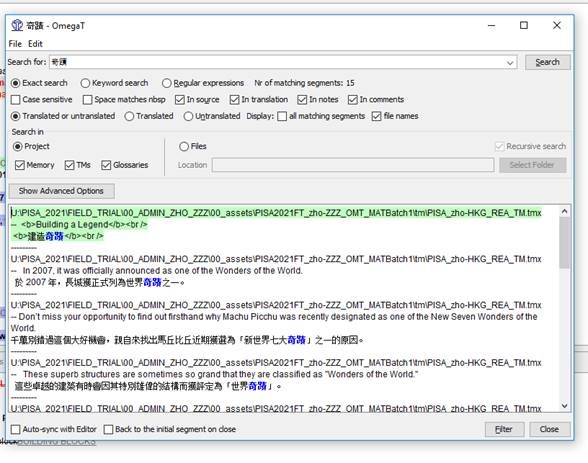 奇蹟 - OmegaT
File Edit
Search for: 奇蹟 Search
Exact search Keyword search Regular expressions Nr of matching segments: 15
Case sensitive Space matches nbsp In source In translation In notes In comments
Translated or untranslated Translated Untranslated Display: all matching segments file names
Search in
Project Files Recursive search
Memory TMs Glossaries Location Select Folder
Show Advanced Options
U:\PISA_2021\FIELD_TRIAL\00_ADMIN_ZHO_ZZZ\00_assets\PISA2021FT_zho-ZZZ_OMT_MATBatch1\tm\PISA_zho-HKG_REA_TM.tmx
-- <b>Building a Legend</b><br />
<b>建造奇蹟</b><br />
---------
U:\PISA_2021\FIELD_TRIAL\00_ADMIN_ZHO_ZZZ\00_assets\PISA2021FT_zho-ZZZ_OMT_MATBatch1\tm\PISA_zho-HKG_REA_TM.tmx
-- In 2007, it was officially announced as one of the Wonders of the World.
於 2007 年，長城獲正式列為世界奇蹟之一。
---------
U:\PISA_2021\FIELD_TRIAL\00_ADMIN_ZHO_ZZZ\00_assets\PISA2021FT_zho-ZZZ_OMT_MATBatch1\tm\PISA_zho-HKG_REA_TM.tmx
-- Don't miss your opportunity to find out firsthand why Machu Picchu was recently designated as one of the New Seven Wonders of the
World.
千萬別錯過這個大好機會，親自來找出馬丘比丘近期獲選為「新世界七大奇蹟」之一的原因。
---------
U:\PISA_2021\FIELD_TRIAL\00_ADMIN_ZHO_ZZZ\00_assets\PISA2021FT_zho-ZZZ_OMT_MATBatch1\tm\PISA_zho-HKG_REA_TM.tmx
-- These superb structures are sometimes so grand that they are classified as "Wonders of the World."
這些卓越的建築有時會因其特別雄偉的結構而獲評定為「世界奇蹟」。
---------
U:\PISA_2021\FIELD_TRIAL\00_ADMIN_ZHO_ZZZ\00_assets\PISA2021FT_zho-ZZZ_OMT_MATBatch1\tm\PISA_zho-HKG_REA_TM.tmx
Auto-sync with Editor Back to the initial segment on close Filter Close
BUILDING BLOCKS